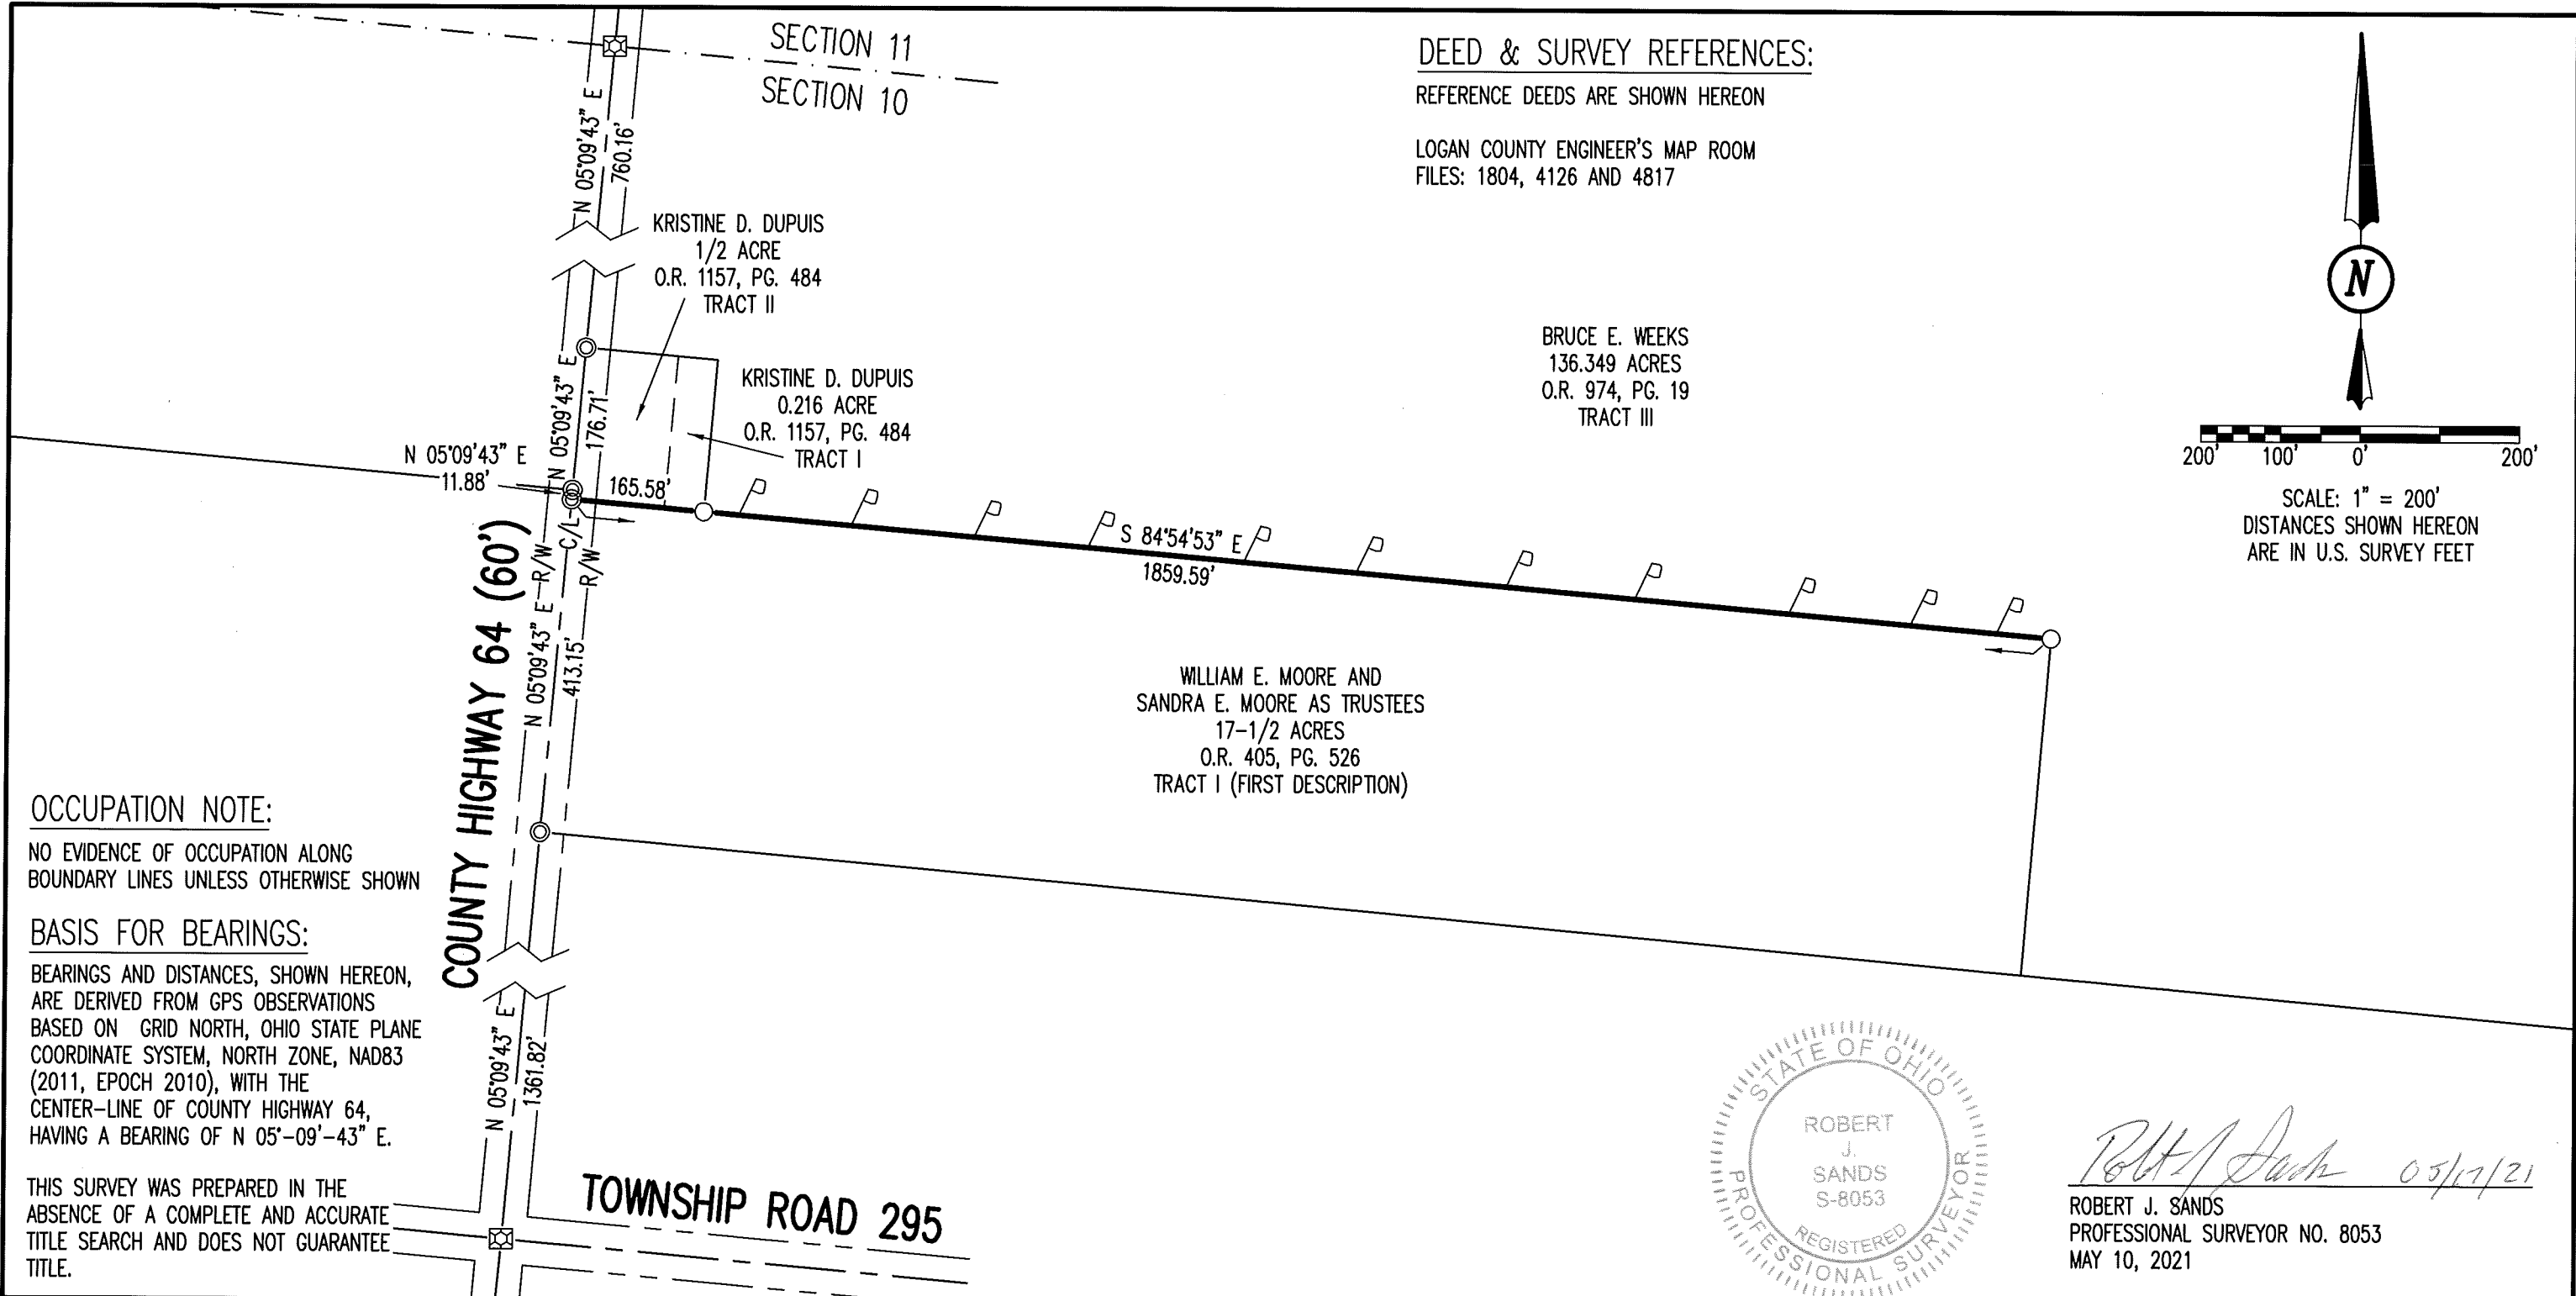 SECTION 11
SECTION 10
DEED & SURVEY REFERENCES:
REFERENCE DEEDS ARE SHOWN HEREON
LOGAN COUNTY ENGINEER'S MAP ROOM
FILES: 1804, 4126 AND 4817
N
200' 100' 0' 200'
SCALE: 1" = 200'
DISTANCES SHOWN HEREON
ARE IN U.S. SURVEY FEET
N 05°09'43" E
760.16'
KRISTINE D. DUPUIS
1/2 ACRE
O.R. 1157, PG. 484
TRACT II
KRISTINE D. DUPUIS
0.216 ACRE
O.R. 1157, PG. 484
TRACT I
BRUCE E. WEEKS
136.349 ACRES
O.R. 974, PG. 19
TRACT III
N 05°09'43" E
176.71'
N 05°09'43" E
11.88'
165.58'
S 84°54'53" E
1859.59'
R/W
C/L
R/W
N 05°09'43" E
413.15'
COUNTY HIGHWAY 64 (60')
WILLIAM E. MOORE AND
SANDRA E. MOORE AS TRUSTEES
17-1/2 ACRES
O.R. 405, PG. 526
TRACT I (FIRST DESCRIPTION)
OCCUPATION NOTE:
NO EVIDENCE OF OCCUPATION ALONG
BOUNDARY LINES UNLESS OTHERWISE SHOWN
BASIS FOR BEARINGS:
BEARINGS AND DISTANCES, SHOWN HEREON,
ARE DERIVED FROM GPS OBSERVATIONS
BASED ON GRID NORTH, OHIO STATE PLANE
COORDINATE SYSTEM, NORTH ZONE, NAD83
(2011, EPOCH 2010), WITH THE
CENTER-LINE OF COUNTY HIGHWAY 64,
HAVING A BEARING OF N 05°-09'-43" E.
THIS SURVEY WAS PREPARED IN THE
ABSENCE OF A COMPLETE AND ACCURATE
TITLE SEARCH AND DOES NOT GUARANTEE
TITLE.
N 05°09'43" E
1361.82'
TOWNSHIP ROAD 295
STATE OF OHIO
ROBERT
J.
SANDS
S-8053
REGISTERED
PROFESSIONAL SURVEYOR
05/17/21
ROBERT J. SANDS
PROFESSIONAL SURVEYOR NO. 8053
MAY 10, 2021